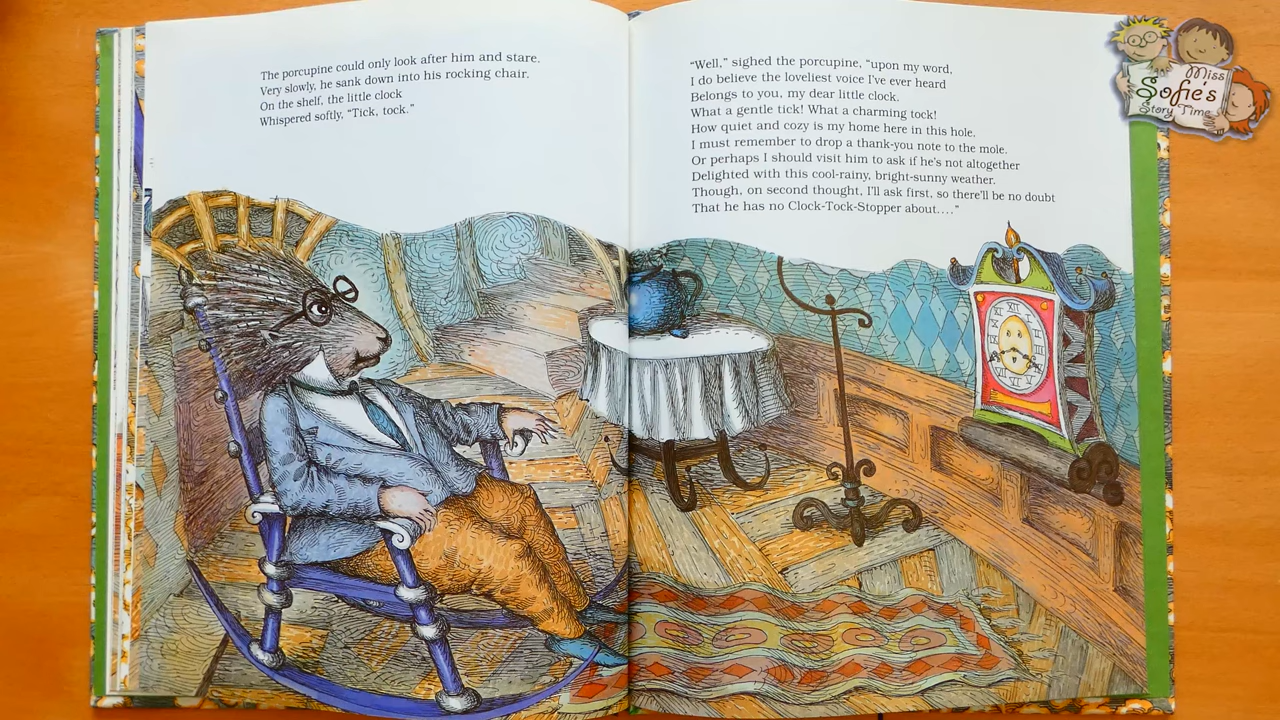 The porcupine could only look after him and stare.
Very slowly, he sank down into his rocking chair.
On the shelf, the little clock
Whispered softly, "Tick, tock."
"Well," sighed the porcupine, "upon my word,
I do believe the loveliest voice I've ever heard
Belongs to you, my dear little clock.
What a gentle tick! What a charming tock!
How quiet and cozy is my home here in this hole.
I must remember to drop a thank-you note to the mole.
Or perhaps I should visit him to ask if he's not altogether
Delighted with this cool-rainy, bright-sunny weather.
Though, on second thought, I'll ask first, so there'll be no doubt
That he has no Clock-Tock-Stopper about...."
Miss
Sofie's
Story Time